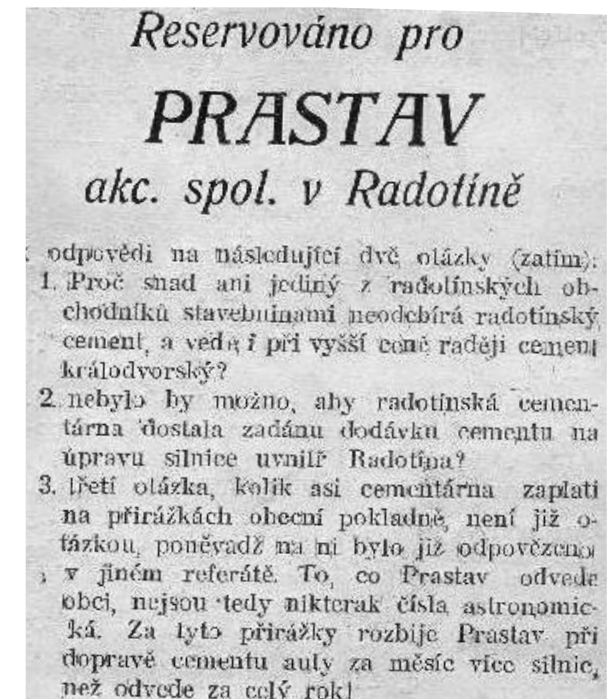 Reservováno pro
PRASTAV
akc. spol. v Radotíně
k odpovědi na následující dvě otázky (zatím):
1. Proč snad ani jediný z radotínských ob-
chodníků stavebninami neodebírá radotínský
cement, a vede i při vyšší ceně raději cement
králodvorský?
2. nebylo by možno, aby radotínská cemen-
tárna dostala zadánu dodávku cementu na
úpravu silnice uvnitř Radotína?
3. třetí otázka, kolik asi cementárna zaplatí
na přirážkách obecní pokladně, není již o-
tázkou, poněvadž na ni bylo již odpovězeno
v jiném referátě. To, co Prastav odvede
obci, nejsou tedy nikterak čísla astronomic-
ká. Za tyto přirážky rozbije Prastav při
dopravě cementu auty za měsíc více silnic,
než odvede za celý rok!